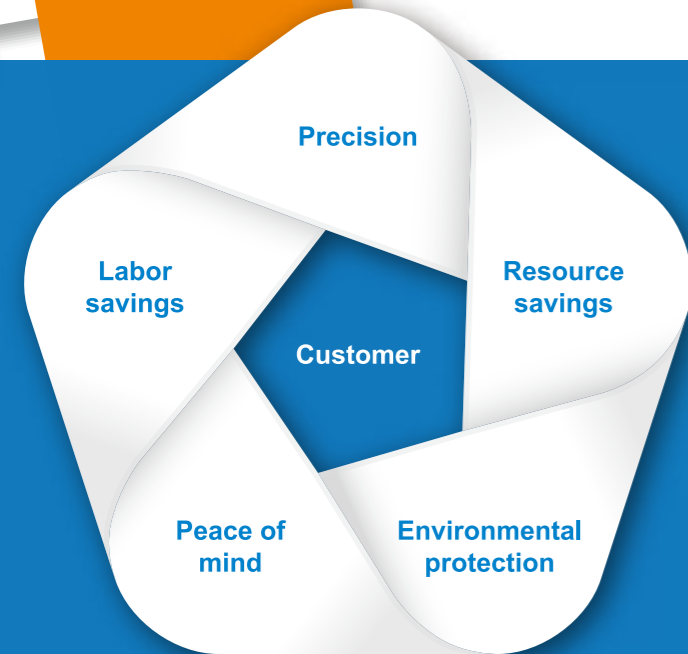 Precision
Labor
savings
Resource
savings
Customer
Peace of
mind
Environmental
protection